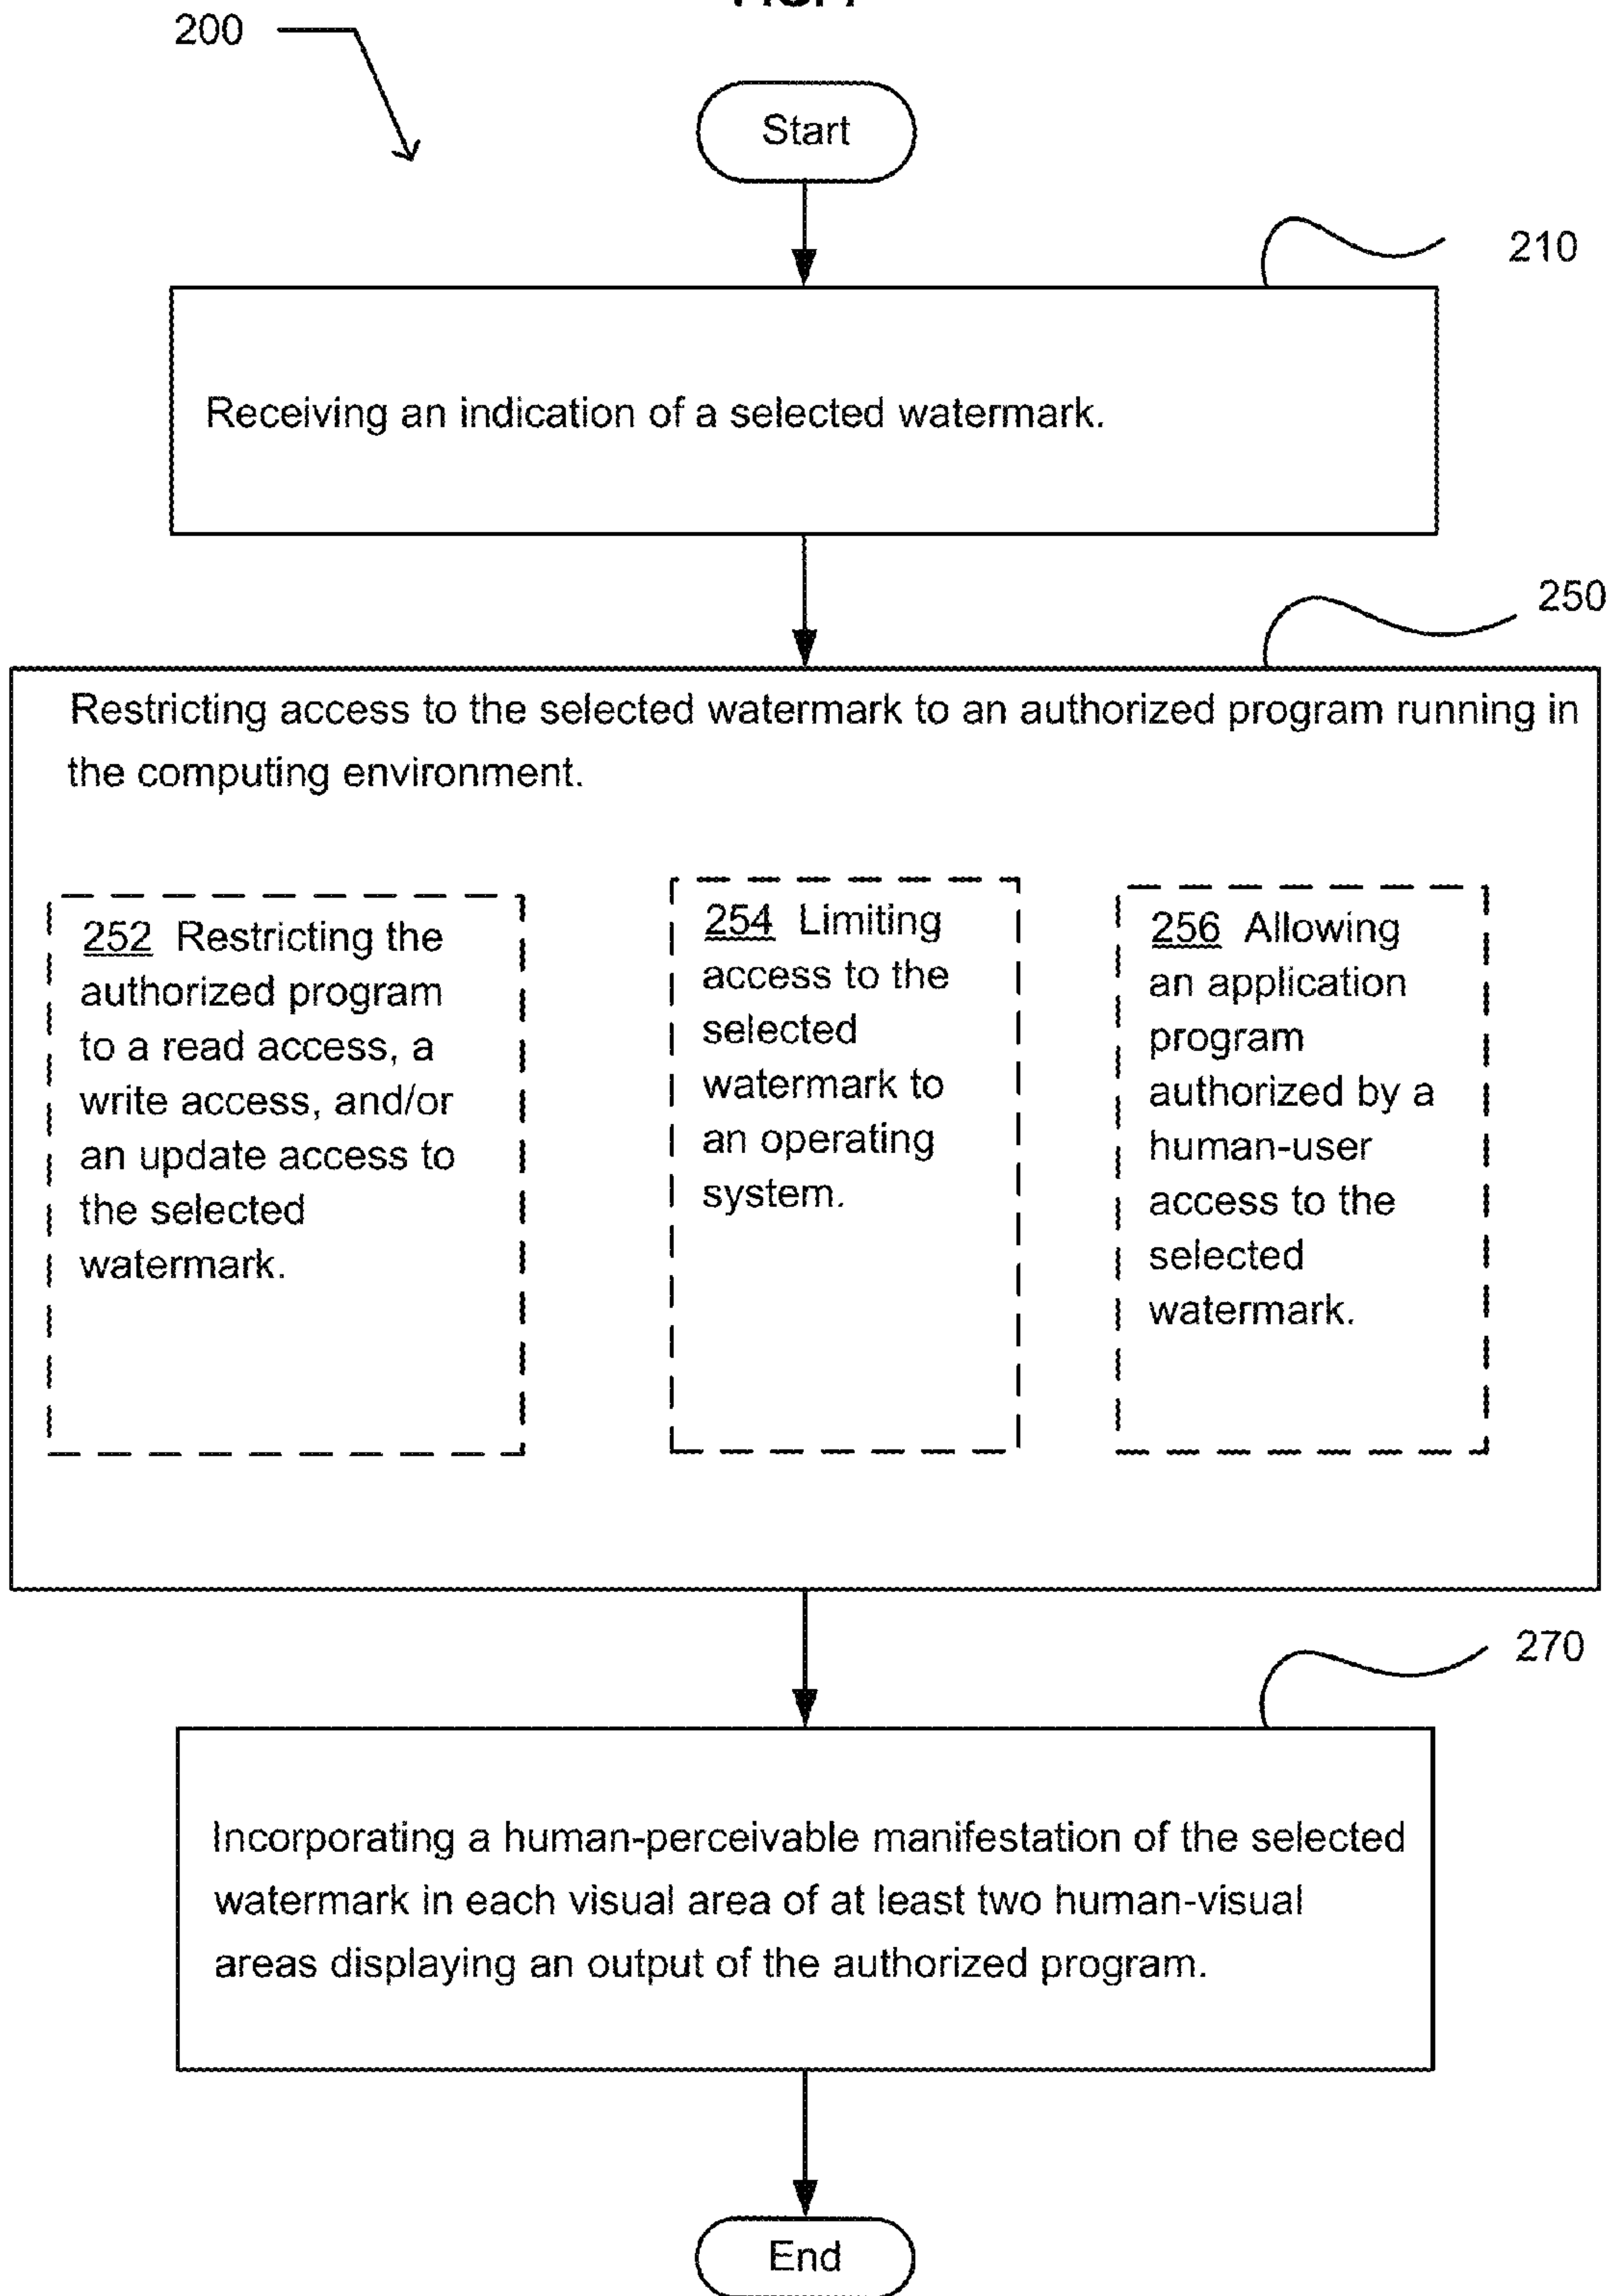 200
Start
210
Receiving an indication of a selected watermark.
250
Restricting access to the selected watermark to an authorized program running in
the computing environment.
252 Restricting the
authorized program
to a read access, a
write access, and/or
an update access to
the selected
watermark.
254 Limiting
access to the
selected
watermark to
an operating
system.
256 Allowing
an application
program
authorized by a
human-user
access to the
selected
watermark.
270
Incorporating a human-perceivable manifestation of the selected
watermark in each visual area of at least two human-visual
areas displaying an output of the authorized program.
End